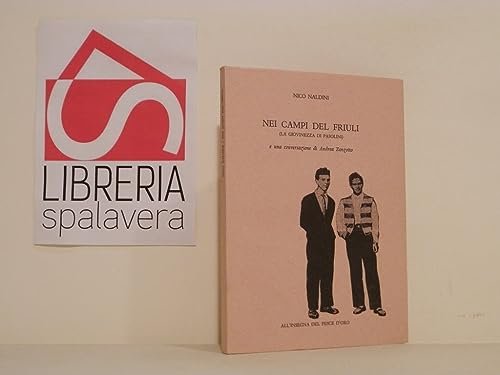 LIBRERIA
spalavera
NICO NALDINI
NEI CAMPI DEL FRIULI
(LA GIOVINEZZA DI PASOLINI)
e una conversazione di Andrea Zanzotto
ALL'INSEGNA DEL PESCE D'ORO